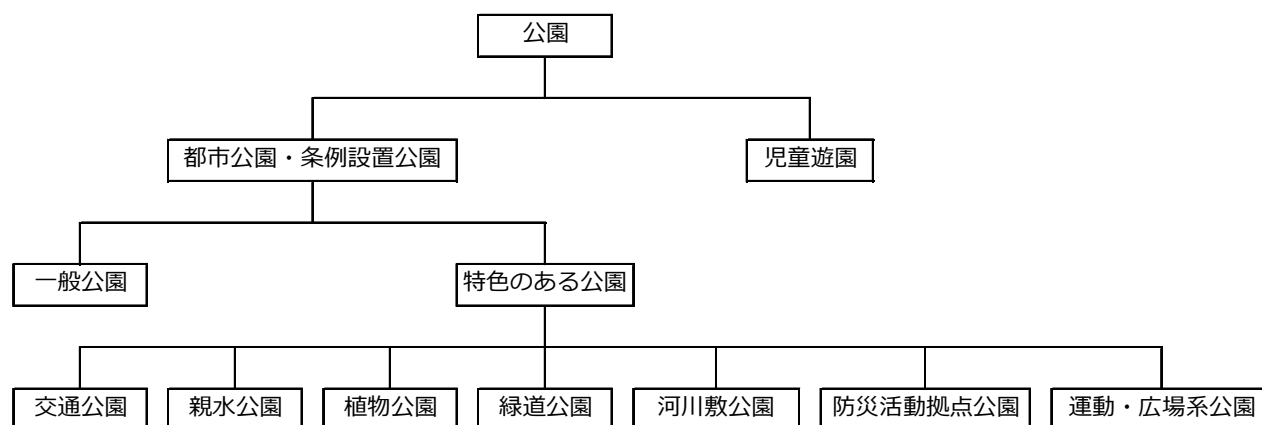 公園
都市公園・条例設置公園
児童遊園
一般公園
特色のある公園
交通公園
親水公園
植物公園
緑道公園
河川敷公園
防災活動拠点公園
運動・広場系公園